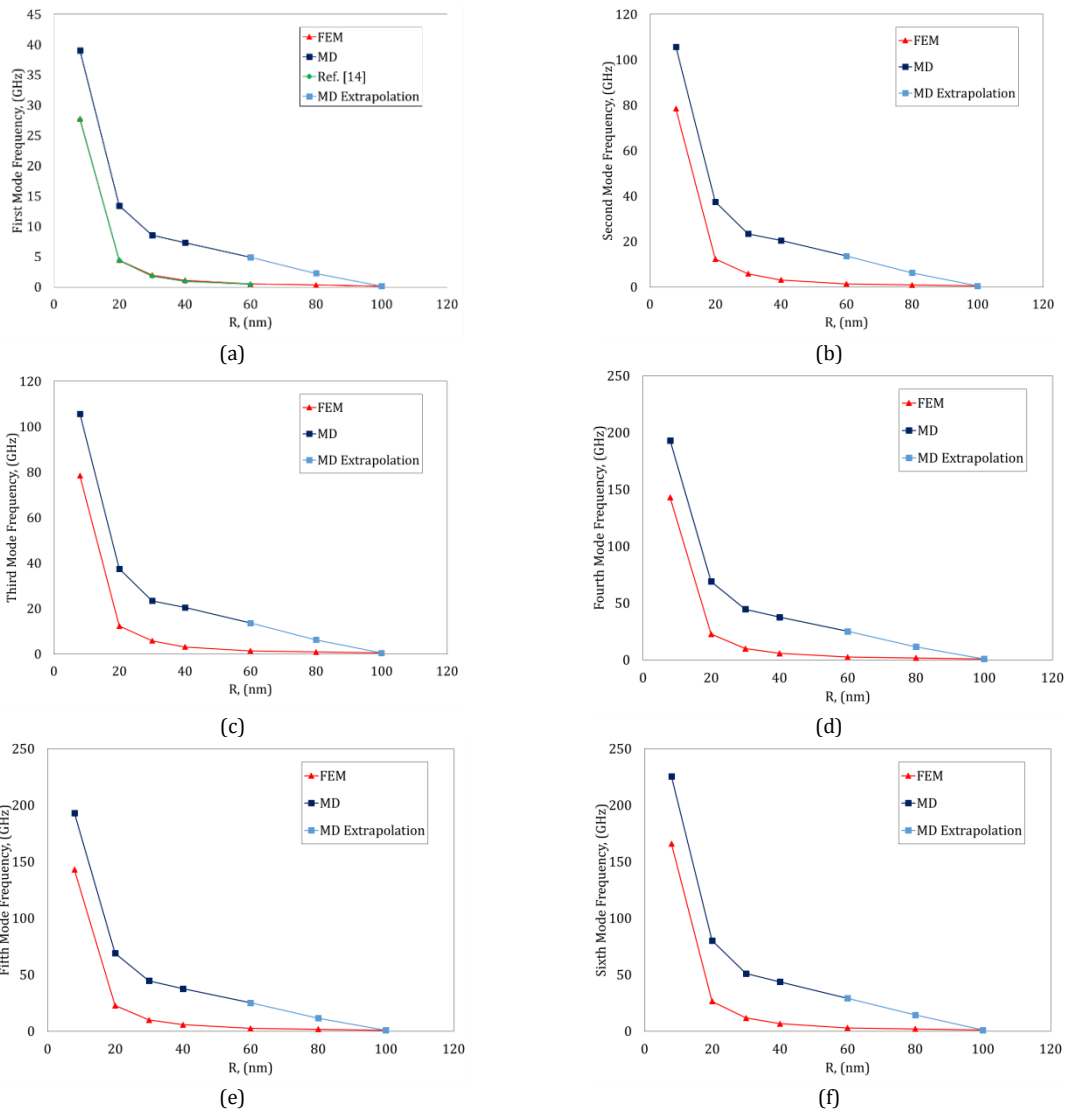 45
40
35
30
25
20
15
10
5
0
First Mode Frequency, (GHz)
FEM
MD
Ref. [14]
MD Extrapolation
0 20 40 60 80 100 120
R, (nm)
(a)
120
100
80
60
40
20
0
Second Mode Frequency, (GHz)
FEM
MD
MD Extrapolation
0 20 40 60 80 100 120
R, (nm)
(b)
120
100
80
60
40
20
0
Third Mode Frequency, (GHz)
FEM
MD
MD Extrapolation
0 20 40 60 80 100 120
R, (nm)
(c)
250
200
150
100
50
0
Fourth Mode Frequency, (GHz)
FEM
MD
MD Extrapolation
0 20 40 60 80 100 120
R, (nm)
(d)
250
200
150
100
50
0
Fifth Mode Frequency, (GHz)
FEM
MD
MD Extrapolation
0 20 40 60 80 100 120
R, (nm)
(e)
250
200
150
100
50
0
Sixth Mode Frequency, (GHz)
FEM
MD
MD Extrapolation
0 20 40 60 80 100 120
R, (nm)
(f)